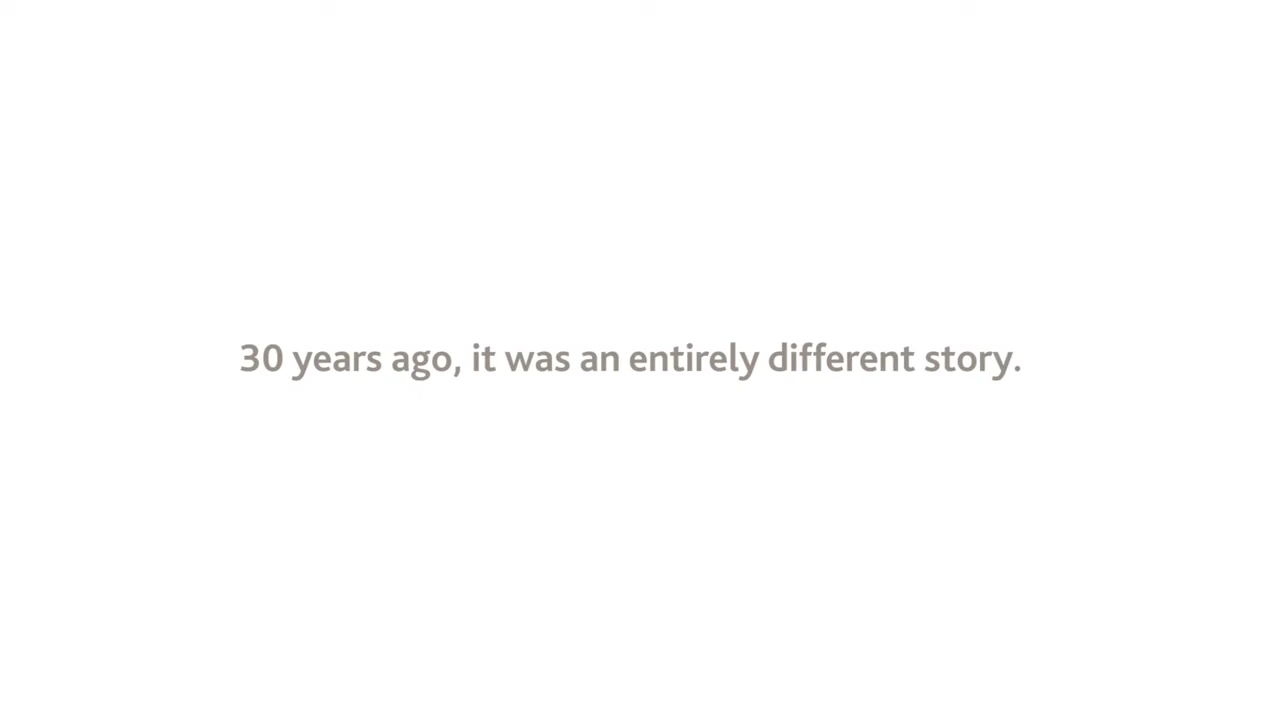 30 years ago, it was an entirely different story.